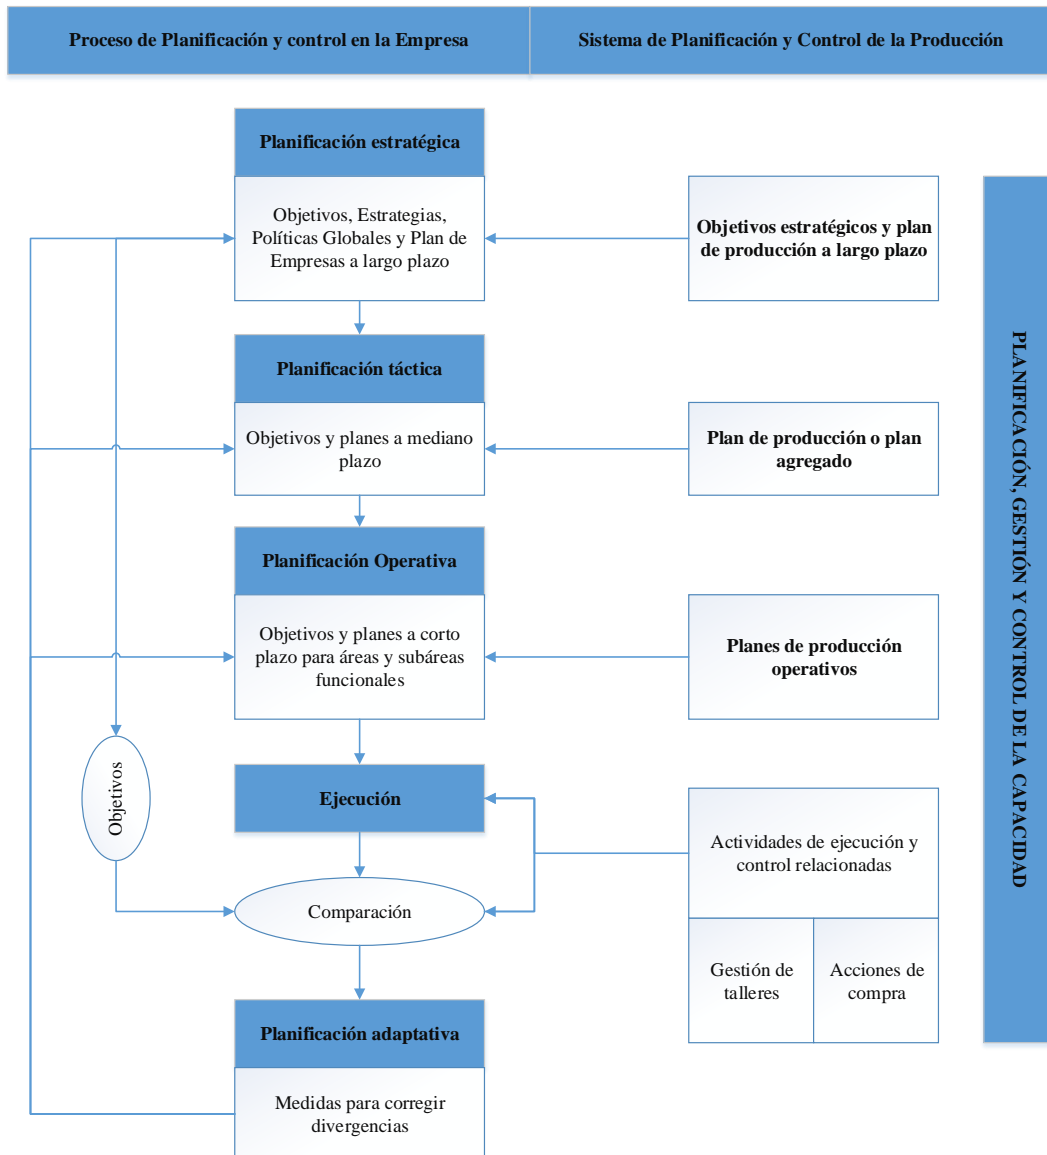 Proceso de Planificación y control en la Empresa
Sistema de Planificación y Control de la Producción
Planificación estratégica
Objetivos, Estrategias,
Políticas Globales y Plan de
Empresas a largo plazo
Objetivos estratégicos y plan
de producción a largo plazo
Planificación táctica
Objetivos y planes a mediano
plazo
Plan de producción o plan
agregado
Planificación Operativa
Objetivos y planes a corto
plazo para áreas y subáreas
funcionales
Planes de producción
operativos
Objetivos
Ejecución
Actividades de ejecución y
control relacionadas
Comparación
Gestión de
talleres
Acciones de
compra
Planificación adaptativa
Medidas para corregir
divergencias
PLANIFICACIÓN, GESTIÓN Y CONTROL DE LA CAPACIDAD